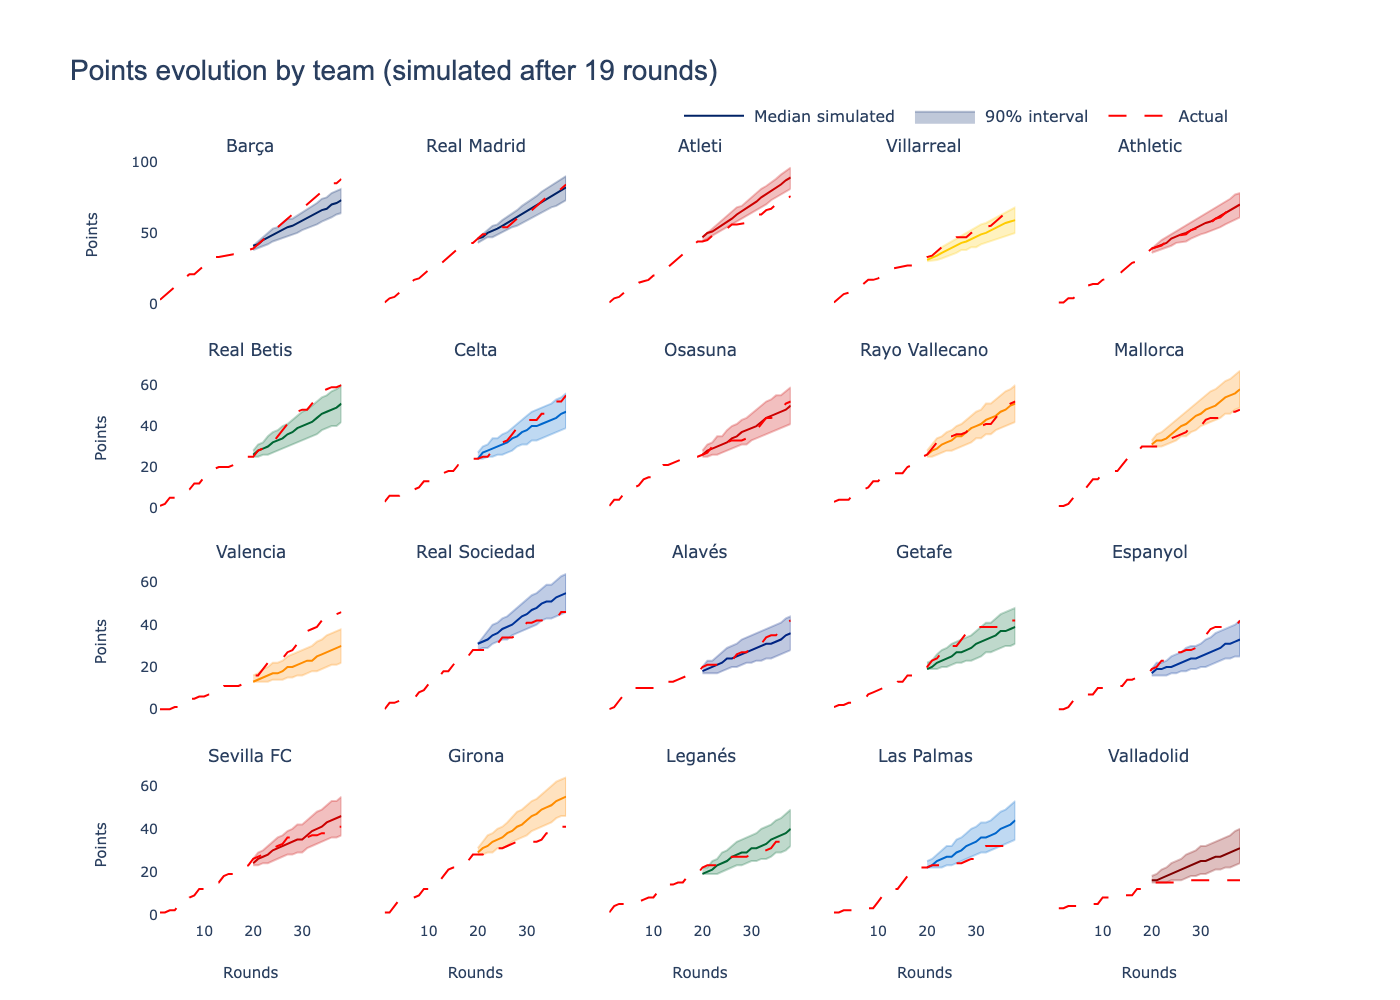 Points evolution by team (simulated after 19 rounds)
Median simulated 90% interval Actual
Barça Real Madrid Atleti Villarreal Athletic
100
50
0
Points
Real Betis Celta Osasuna Rayo Vallecano Mallorca
60
40
20
0
Points
Valencia Real Sociedad Alavés Getafe Espanyol
60
40
20
0
Points
Sevilla FC Girona Leganés Las Palmas Valladolid
60
40
20
0
Points
10 20 30 10 20 30 10 20 30 10 20 30 10 20 30
Rounds Rounds Rounds Rounds Rounds